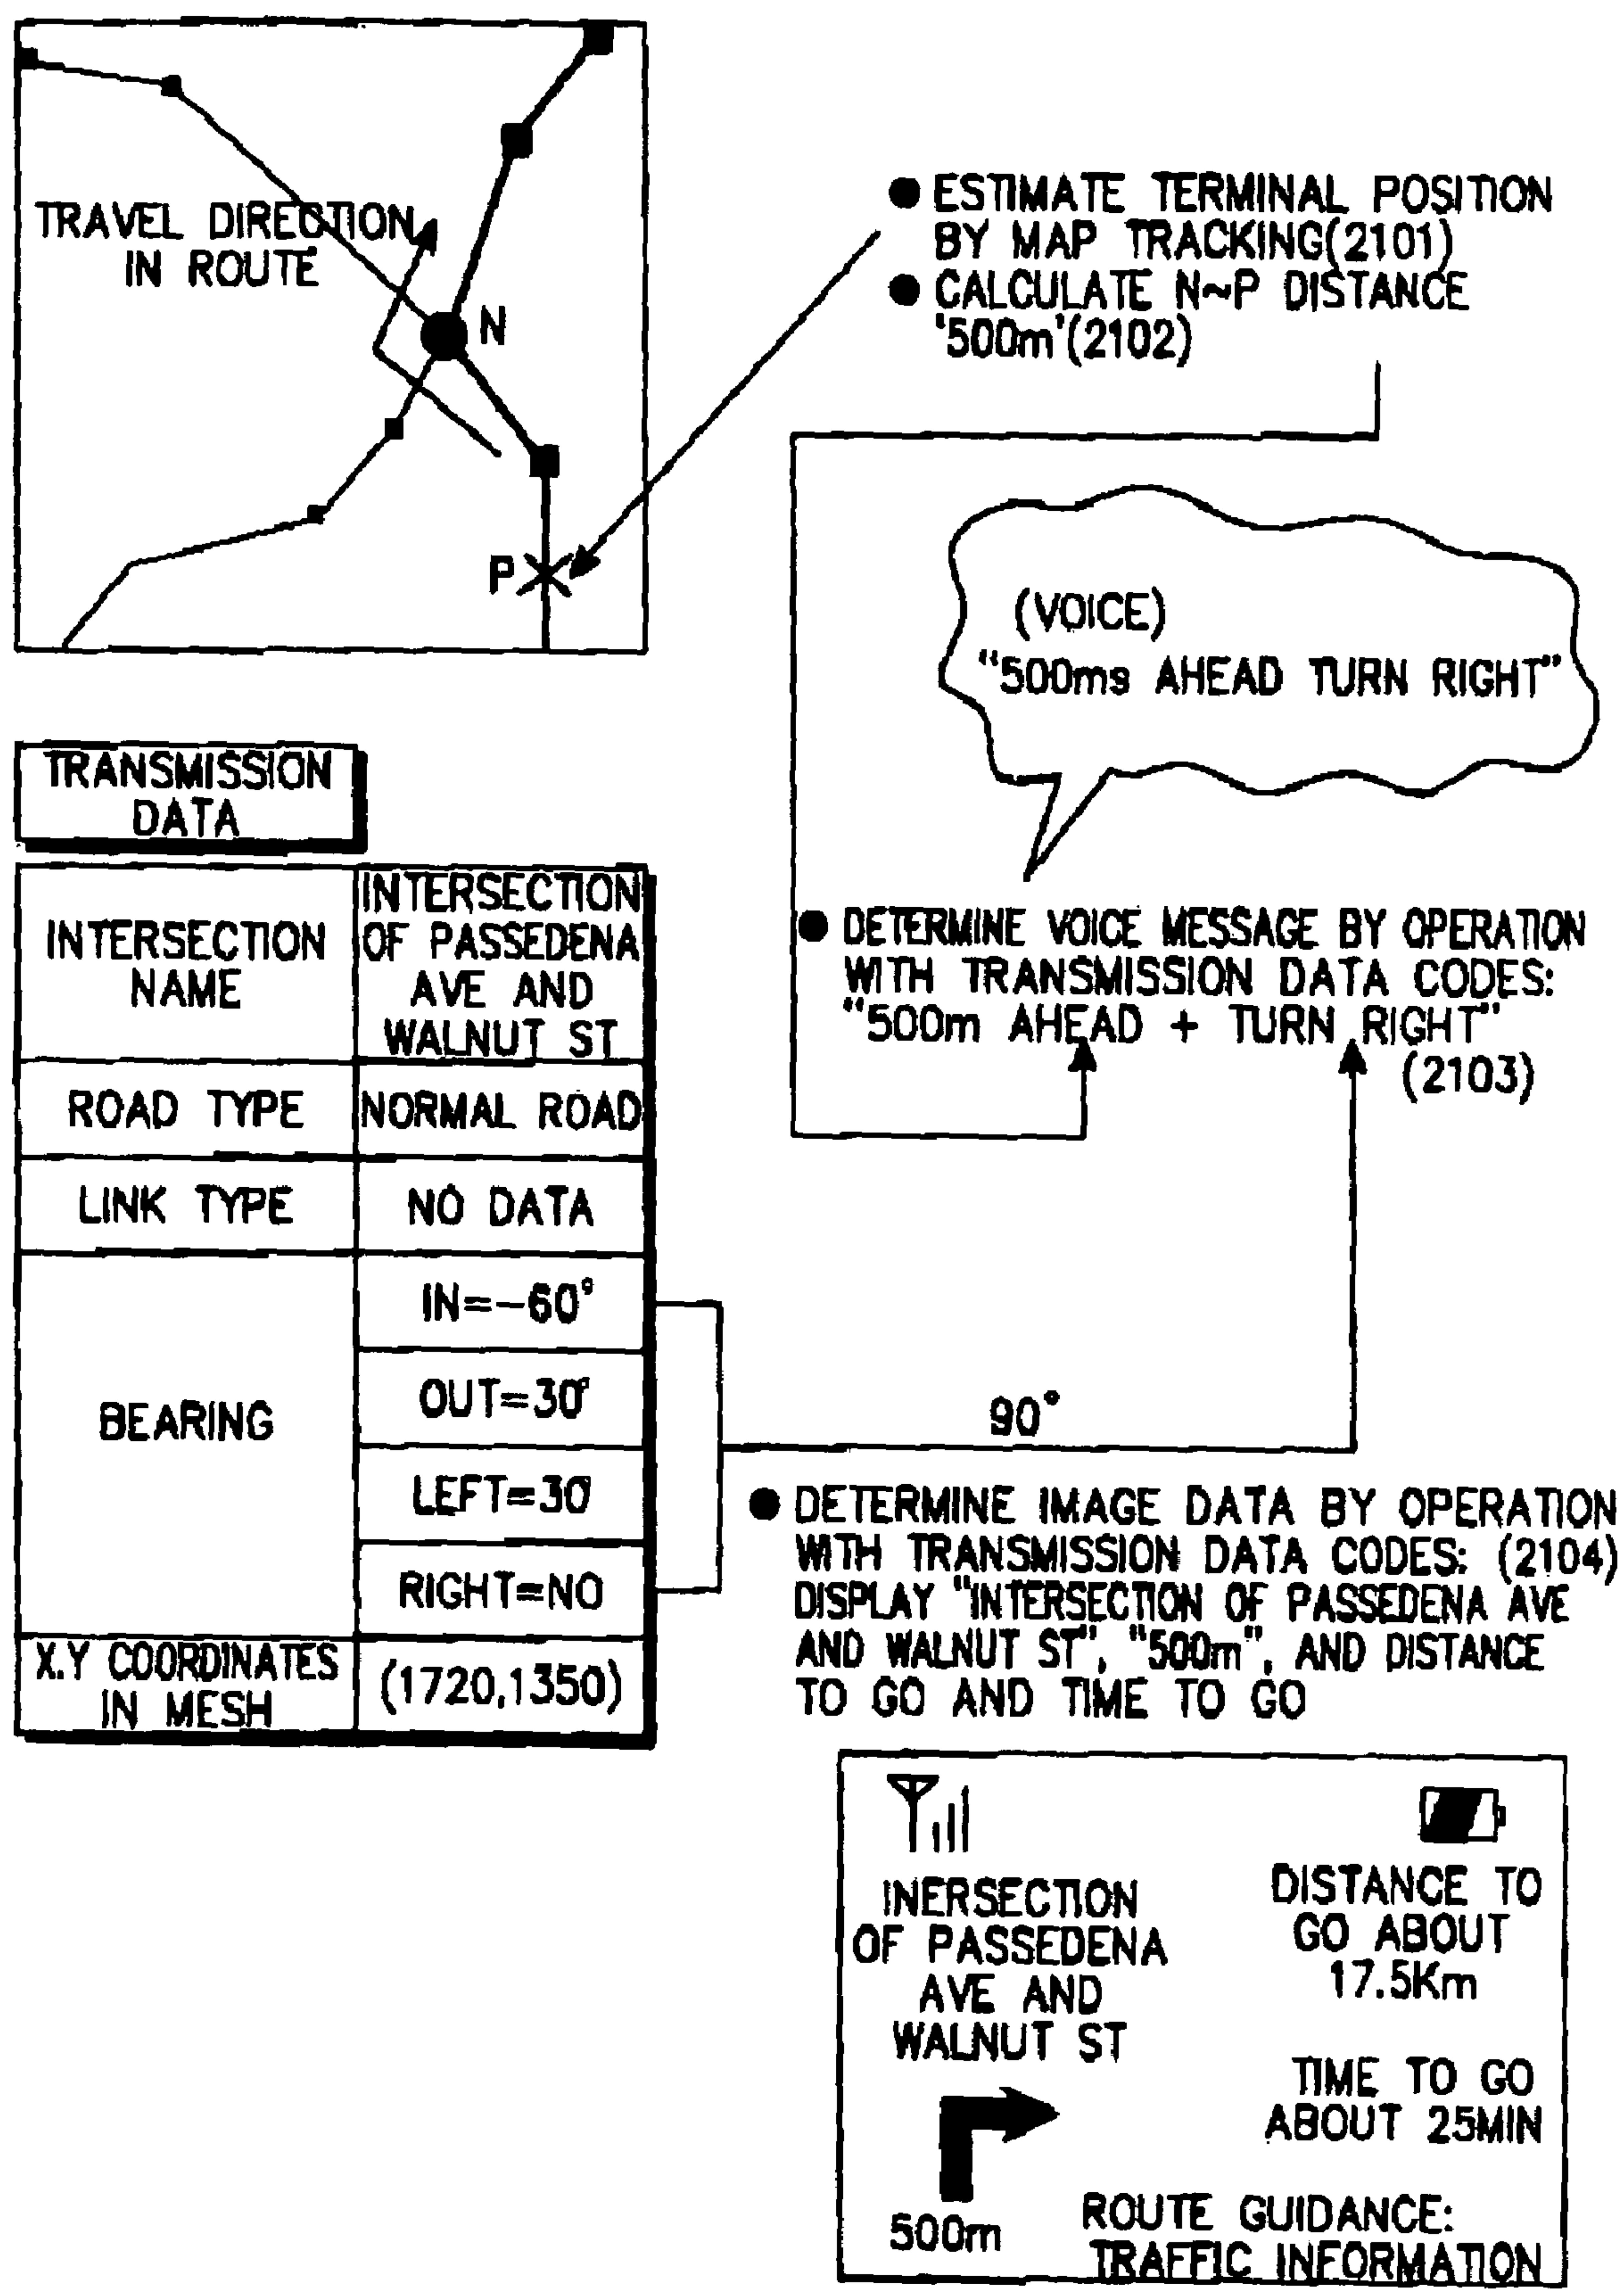 TRAVEL DIRECTION
IN ROUTE
N
P
● ESTIMATE TERMINAL POSITION
BY MAP TRACKING(2101)
● CALCULATE N~P DISTANCE
'500m'(2102)
(VOICE)
"500ms AHEAD TURN RIGHT"
● DETERMINE VOICE MESSAGE BY OPERATION
WITH TRANSMISSION DATA CODES:
"500m AHEAD + TURN RIGHT"
(2103)
TRANSMISSION
DATA
INTERSECTION
NAME
INTERSECTION
OF PASSEDENA
AVE AND
WALNUT ST
ROAD TYPE
NORMAL ROAD
LINK TYPE
NO DATA
BEARING
IN=-60°
OUT=30°
LEFT=30
RIGHT=NO
X.Y COORDINATES
IN MESH
(1720,1350)
90°
● DETERMINE IMAGE DATA BY OPERATION
WITH TRANSMISSION DATA CODES: (2104)
DISPLAY "INTERSECTION OF PASSEDENA AVE
AND WALNUT ST", "500m", AND DISTANCE
TO GO AND TIME TO GO
INERSECTION
OF PASSEDENA
AVE AND
WALNUT ST
500m
DISTANCE TO
GO ABOUT
17.5Km
TIME TO GO
ABOUT 25MIN
ROUTE GUIDANCE:
TRAFFIC INFORMATION